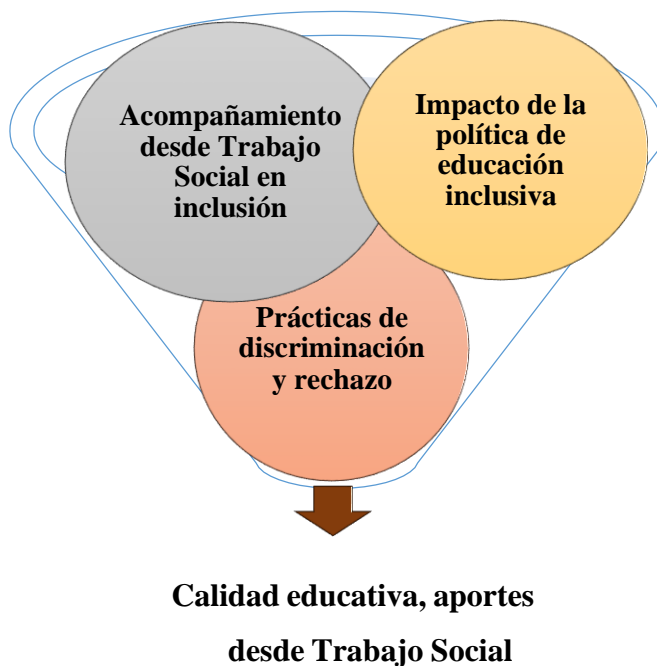 Acompañamiento
desde Trabajo
Social en
inclusión
Impacto de la
política de
educación
inclusiva
Prácticas de
discriminación
y rechazo
Calidad educativa, aportes
desde Trabajo Social